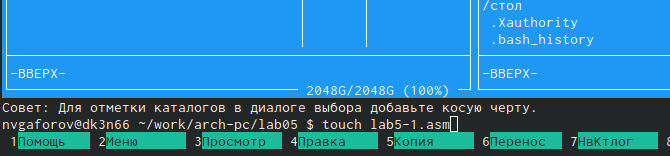 /стол
.Xauthority
.bash_history
-ВВЕРХ-
-ВВЕРХ-
2048G/2048G (100%)
Совет: Для отметки каталогов в диалоге выбора добавьте косую черту.
nvgaforov@dk3n66 ~/work/arch-pc/lab05 $ touch lab5-1.asm
1Помощь 2Меню 3Просмотр 4Правка 5Копия 6Перенос 7НвКтлог 8